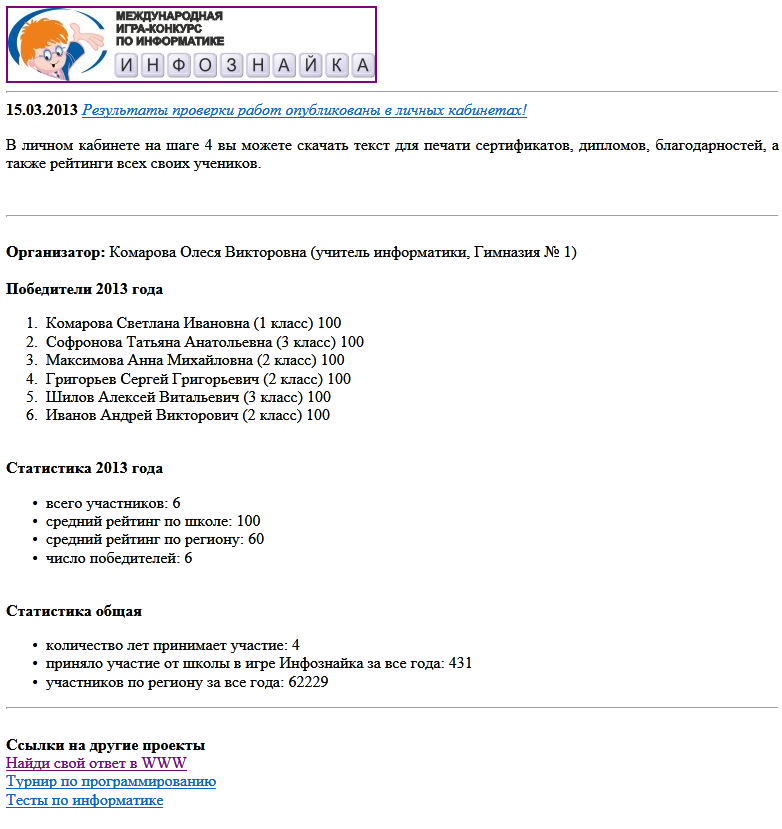 МЕЖДУНАРОДНАЯ
ИГРА-КОНКУРС
ПО ИНФОРМАТИКЕ
ИНФОЗНАЙКА
15.03.2013 Результаты проверки работ опубликованы в личных кабинетах!
В личном кабинете на шаге 4 вы можете скачать текст для печати сертификатов, дипломов, благодарностей, а
также рейтинги всех своих учеников.
Организатор: Комарова Олеся Викторовна (учитель информатики, Гимназия № 1)
Победители 2013 года
1. Комарова Светлана Ивановна (1 класс) 100
2. Софронова Татьяна Анатольевна (3 класс) 100
3. Максимова Анна Михайловна (2 класс) 100
4. Григорьев Сергей Григорьевич (2 класс) 100
5. Шилов Алексей Витальевич (3 класс) 100
6. Иванов Андрей Викторович (2 класс) 100
Статистика 2013 года
• всего участников: 6
• средний рейтинг по школе: 100
• средний рейтинг по региону: 60
• число победителей: 6
Статистика общая
• количество лет принимает участие: 4
• приняло участие от школы в игре Инфознайка за все года: 431
• участников по региону за все года: 62229
Ссылки на другие проекты
Найди свой ответ в WWW
Турнир по программированию
Тесты по информатике